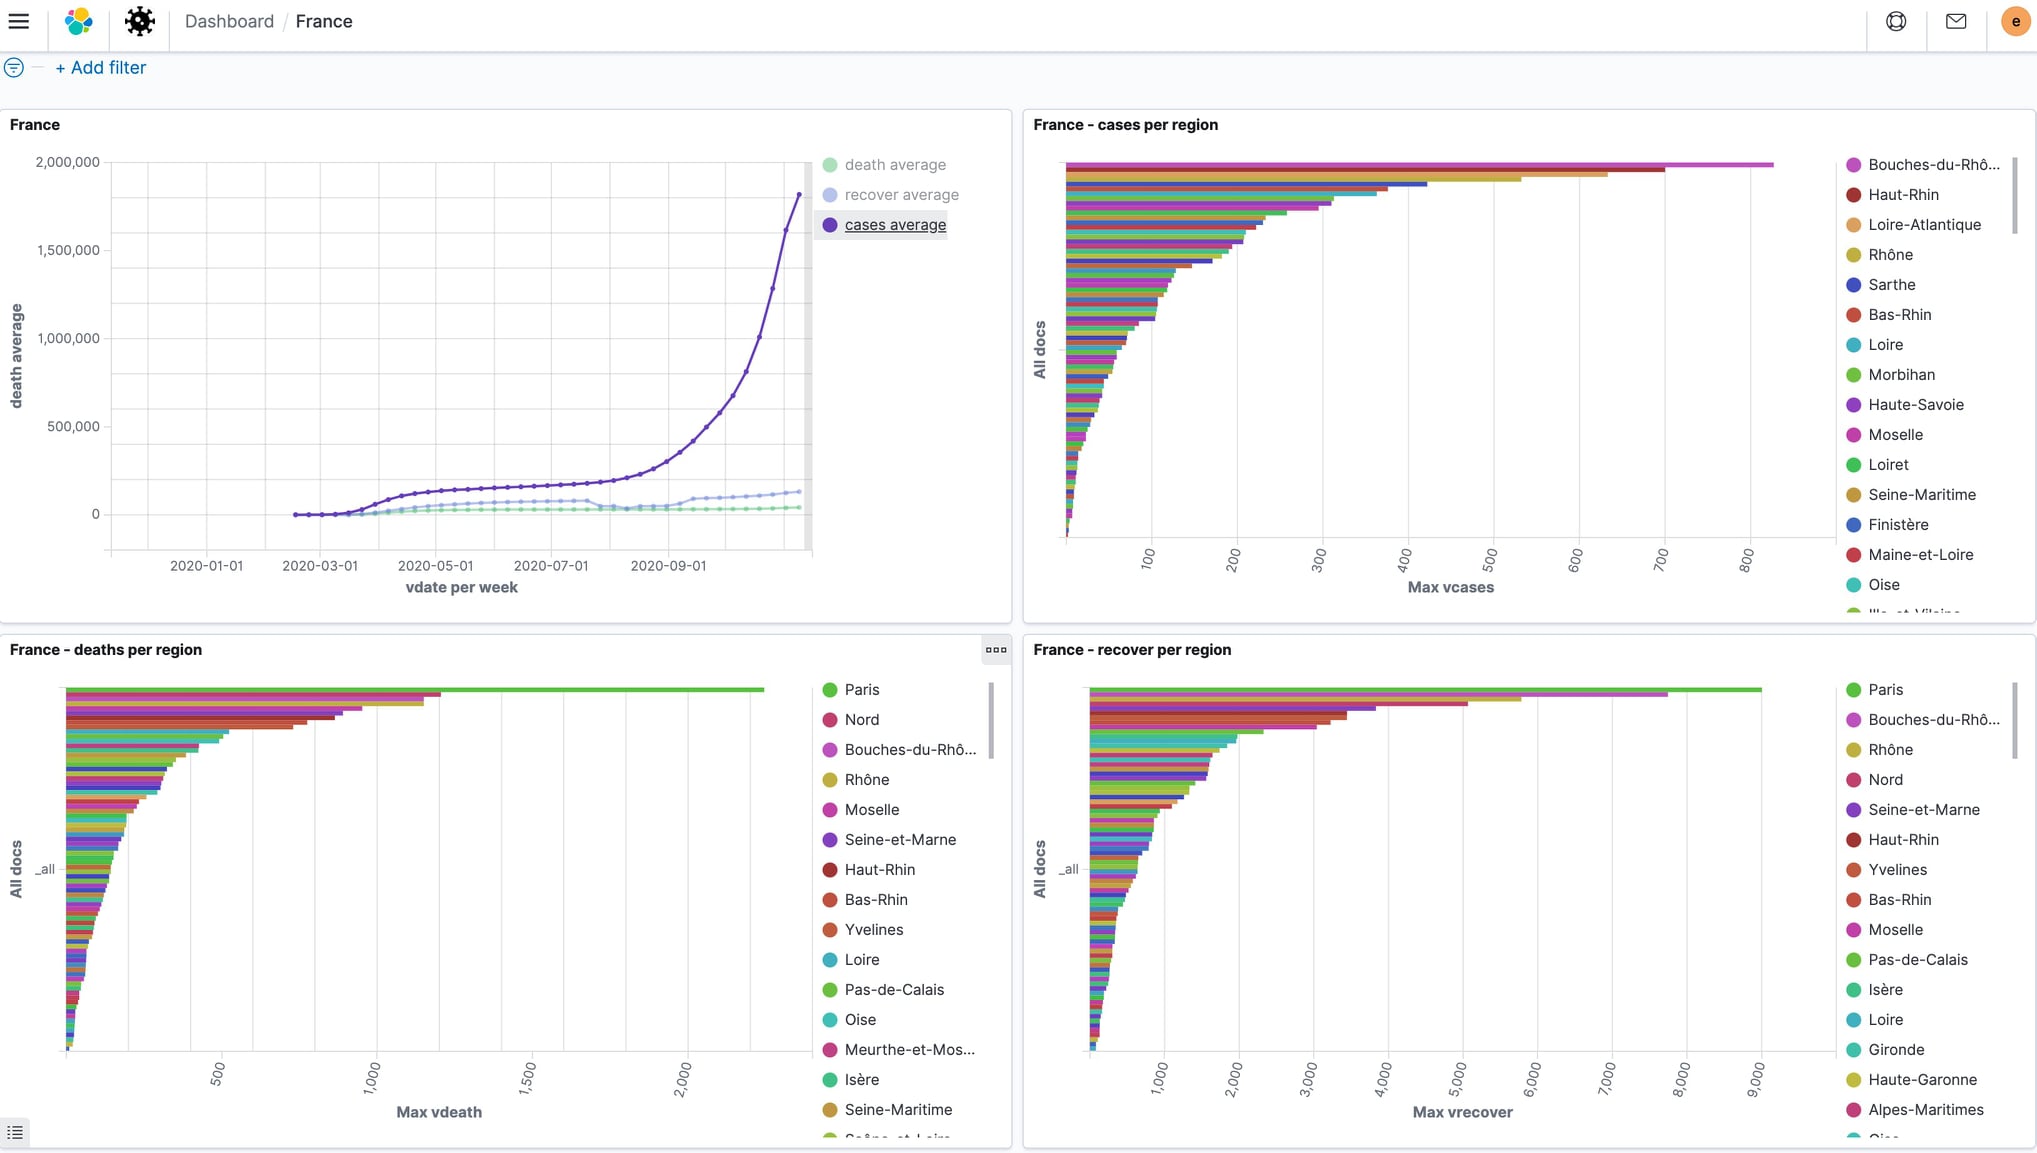 Dashboard / France
e
+ Add filter
France
2,000,000
1,500,000
1,000,000
500,000
0
death average
2020-01-01
2020-03-01
2020-05-01
2020-07-01
2020-09-01
vdate per week
death average
recover average
cases average
France - cases per region
All docs
100
200
300
400
500
600
700
800
Max vcases
Bouches-du-Rhô...
Haut-Rhin
Loire-Atlantique
Rhône
Sarthe
Bas-Rhin
Loire
Morbihan
Haute-Savoie
Moselle
Loiret
Seine-Maritime
Finistère
Maine-et-Loire
Oise
France - deaths per region
All docs
_all
500
1,000
1,500
2,000
Max vdeath
Paris
Nord
Bouches-du-Rhô...
Rhône
Moselle
Seine-et-Marne
Haut-Rhin
Bas-Rhin
Yvelines
Loire
Pas-de-Calais
Oise
Meurthe-et-Mos...
Isère
Seine-Maritime
France - recover per region
All docs
_all
1,000
2,000
3,000
4,000
5,000
6,000
7,000
8,000
9,000
Max vrecover
Paris
Bouches-du-Rhô...
Rhône
Nord
Seine-et-Marne
Haut-Rhin
Yvelines
Bas-Rhin
Moselle
Pas-de-Calais
Isère
Loire
Gironde
Haute-Garonne
Alpes-Maritimes